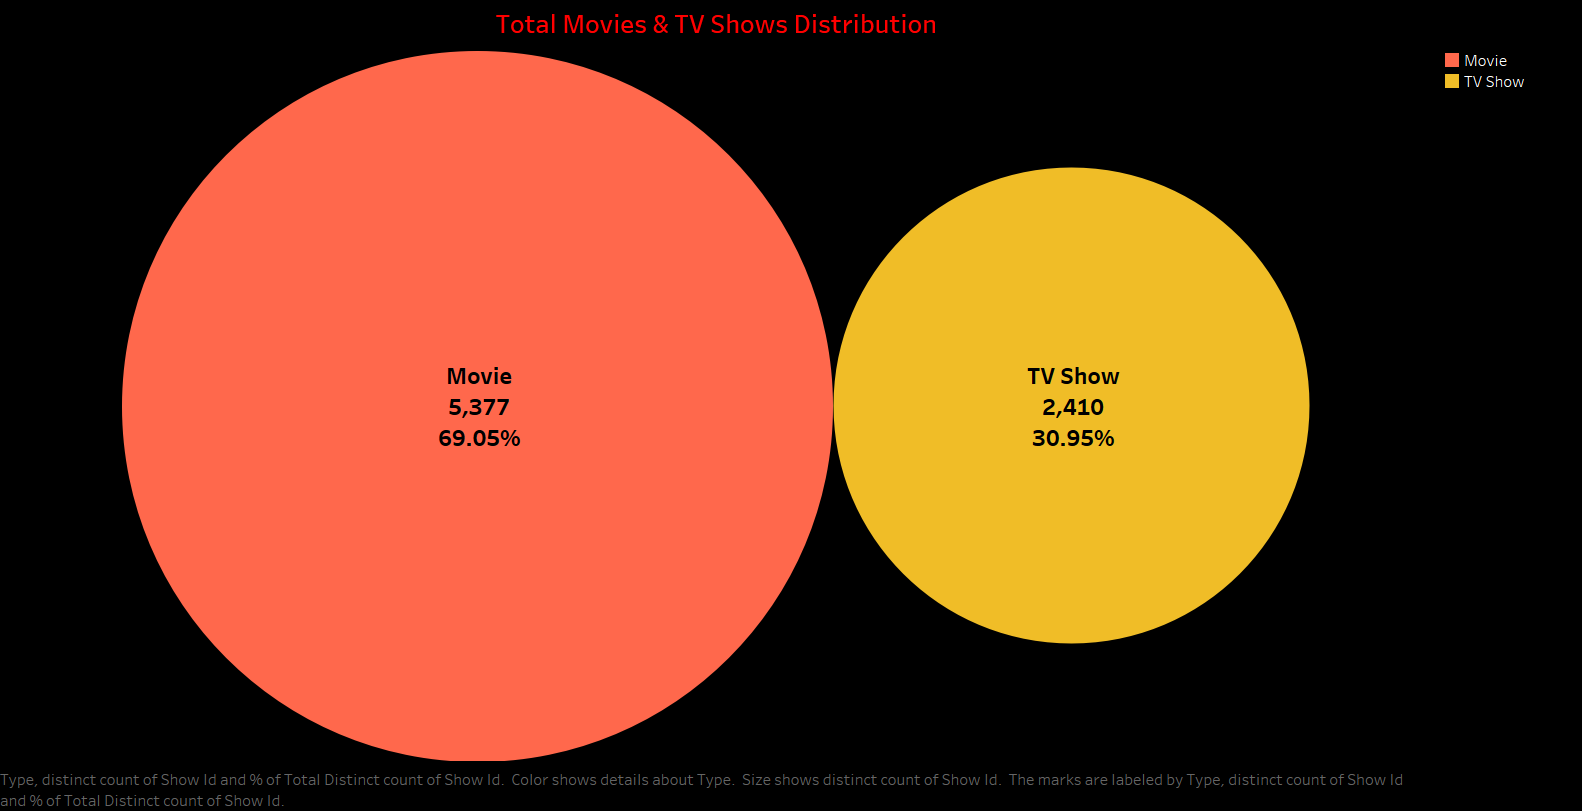 Total Movies & TV Shows Distribution
Movie
TV Show
Movie
5,377
69.05%
TV Show
2,410
30.95%
Type, distinct count of Show Id and % of Total Distinct count of Show Id.  Color shows details about Type.  Size shows distinct count of Show Id.  The marks are labeled by Type, distinct count of Show Id
and % of Total Distinct count of Show Id.